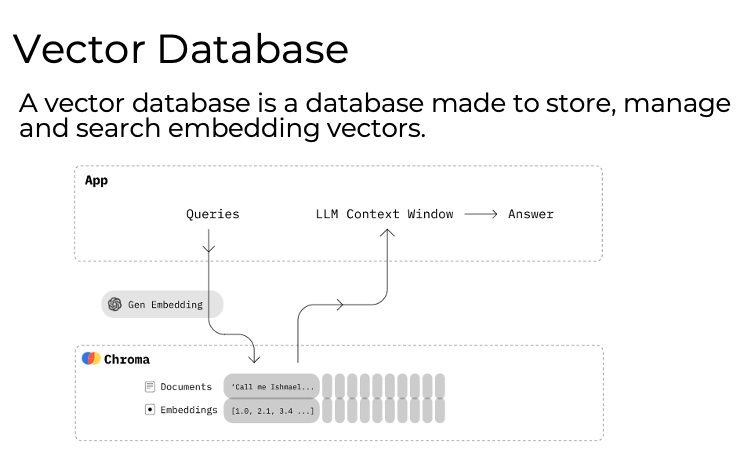 Vector Database
A vector database is a database made to store, manage
and search embedding vectors.
App
Queries
LLM Context Window
Answer
Gen Embedding
Chroma
Documents
'Call me Ishmael...
Embeddings
[1.0, 2.1, 3.4 ...]